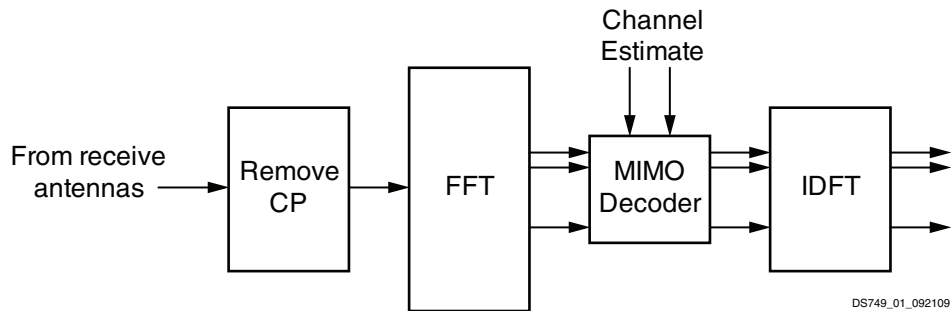 Channel
Estimate
From receive
antennas
Remove
CP
FFT
MIMO
Decoder
IDFT
DS749_01_092109